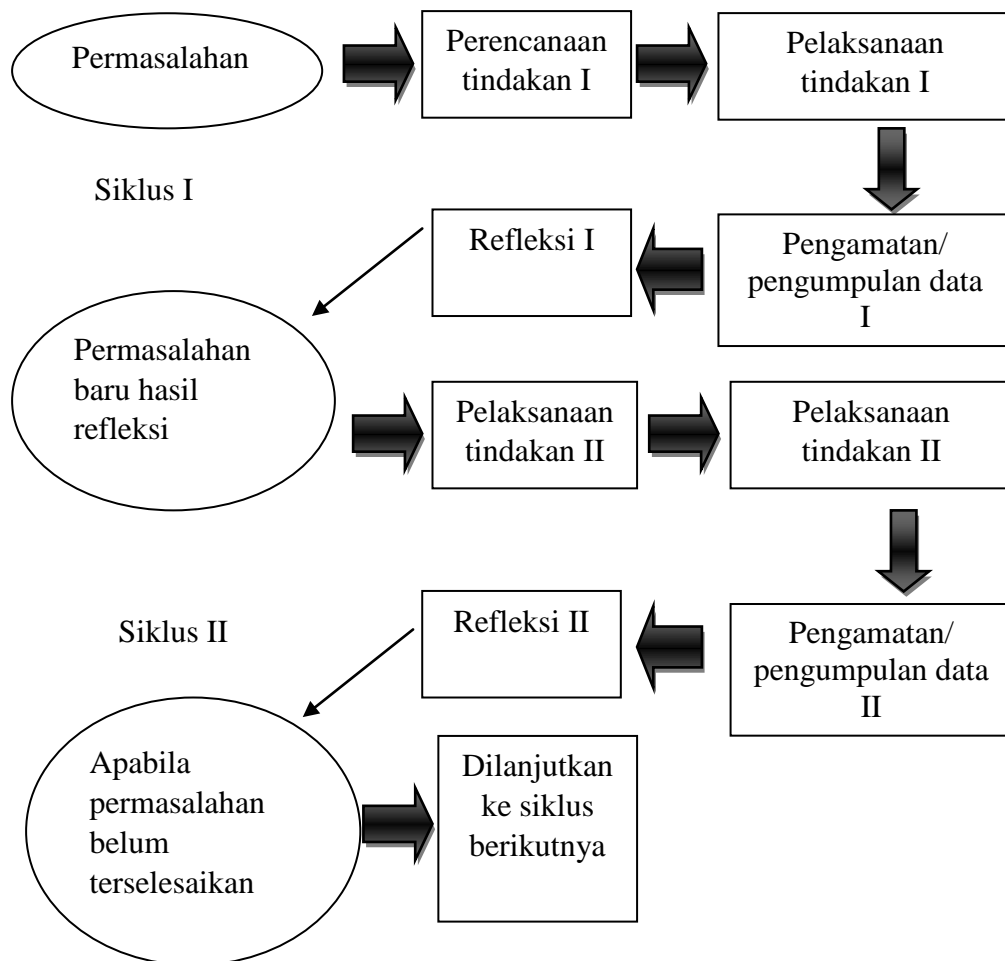 Permasalahan
Perencanaan
tindakan I
Pelaksanaan
tindakan I
Siklus I
Refleksi I
Pengamatan/
pengumpulan data
I
Permasalahan
baru hasil
refleksi
Pelaksanaan
tindakan II
Pelaksanaan
tindakan II
Siklus II
Refleksi II
Pengamatan/
pengumpulan data
II
Apabila
permasalahan
belum
terselesaikan
Dilanjutkan
ke siklus
berikutnya